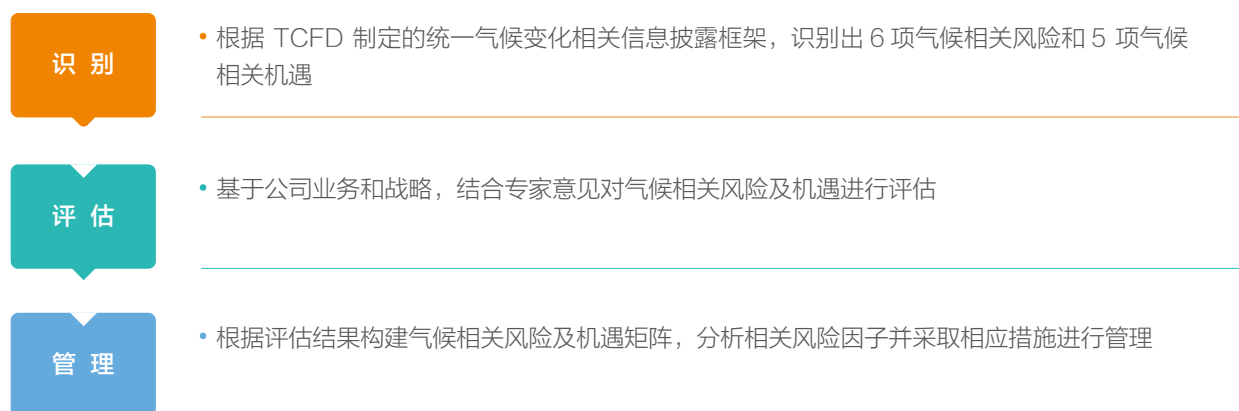 识 别
• 根据 TCFD 制定的统一气候变化相关信息披露框架，识别出 6 项气候相关风险和 5 项气候
相关机遇
评 估
• 基于公司业务和战略，结合专家意见对气候相关风险及机遇进行评估
管 理
• 根据评估结果构建气候相关风险及机遇矩阵，分析相关风险因子并采取相应措施进行管理